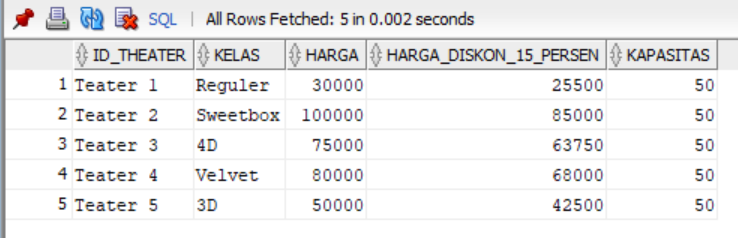 SQL | All Rows Fetched: 5 in 0.002 seconds
ID_THEATER KELAS HARGA HARGA_DISKON_15_PERSEN KAPASITAS
1 Teater 1 Reguler 30000 25500 50
2 Teater 2 Sweetbox 100000 85000 50
3 Teater 3 4D 75000 63750 50
4 Teater 4 Velvet 80000 68000 50
5 Teater 5 3D 50000 42500 50